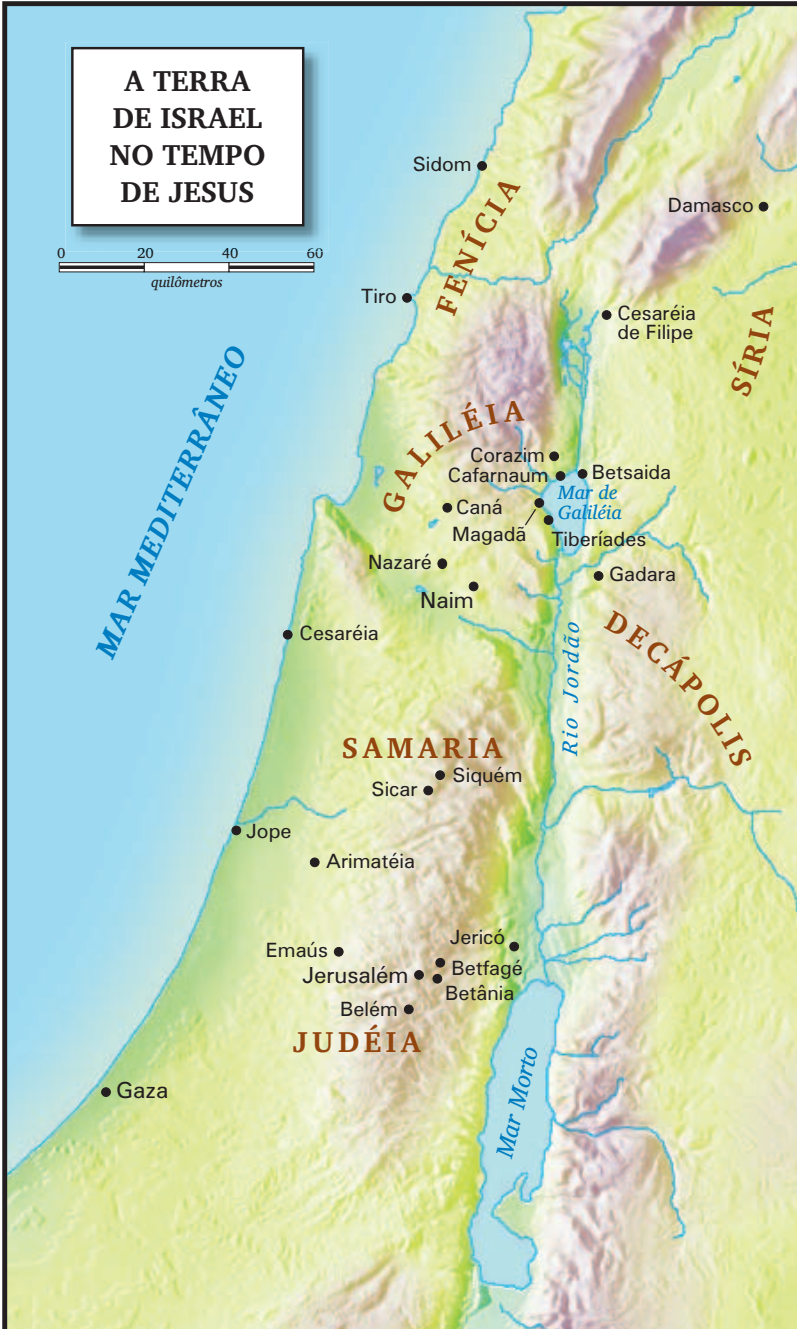 A TERRA
DE ISRAEL
NO TEMPO
DE JESUS
0 20 40 60
quilômetros
Sidom
Damasco
FENÍCIA
Tiro
Cesaréia
de Filipe
SÍRIA
MAR MEDITERRÂNEO
GALILÉIA
Corazim
Cafarnaum
Betsaida
Mar de
Galiléia
Caná
Magadã
Tiberíades
Nazaré
Gadara
Naim
Cesaréia
Rio Jordão
DECÁPOLIS
SAMARIA
Siquém
Sicar
Jope
Arimatéia
Jericó
Emaús
Betfagé
Jerusalém
Betânia
Belém
JUDÉIA
Mar Morto
Gaza